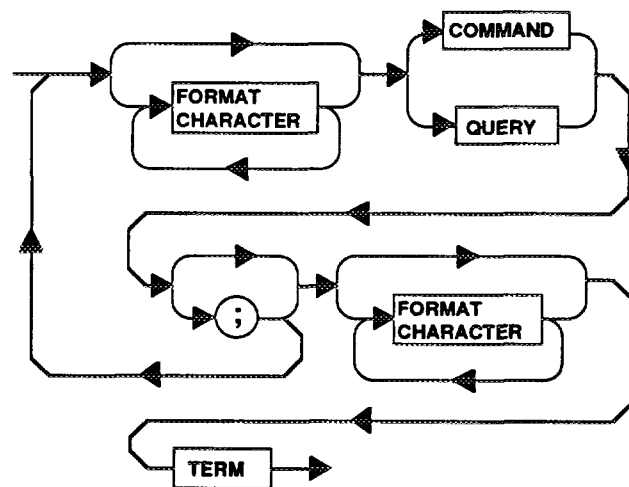 COMMAND
FORMAT
CHARACTER
QUERY
;
FORMAT
CHARACTER
TERM